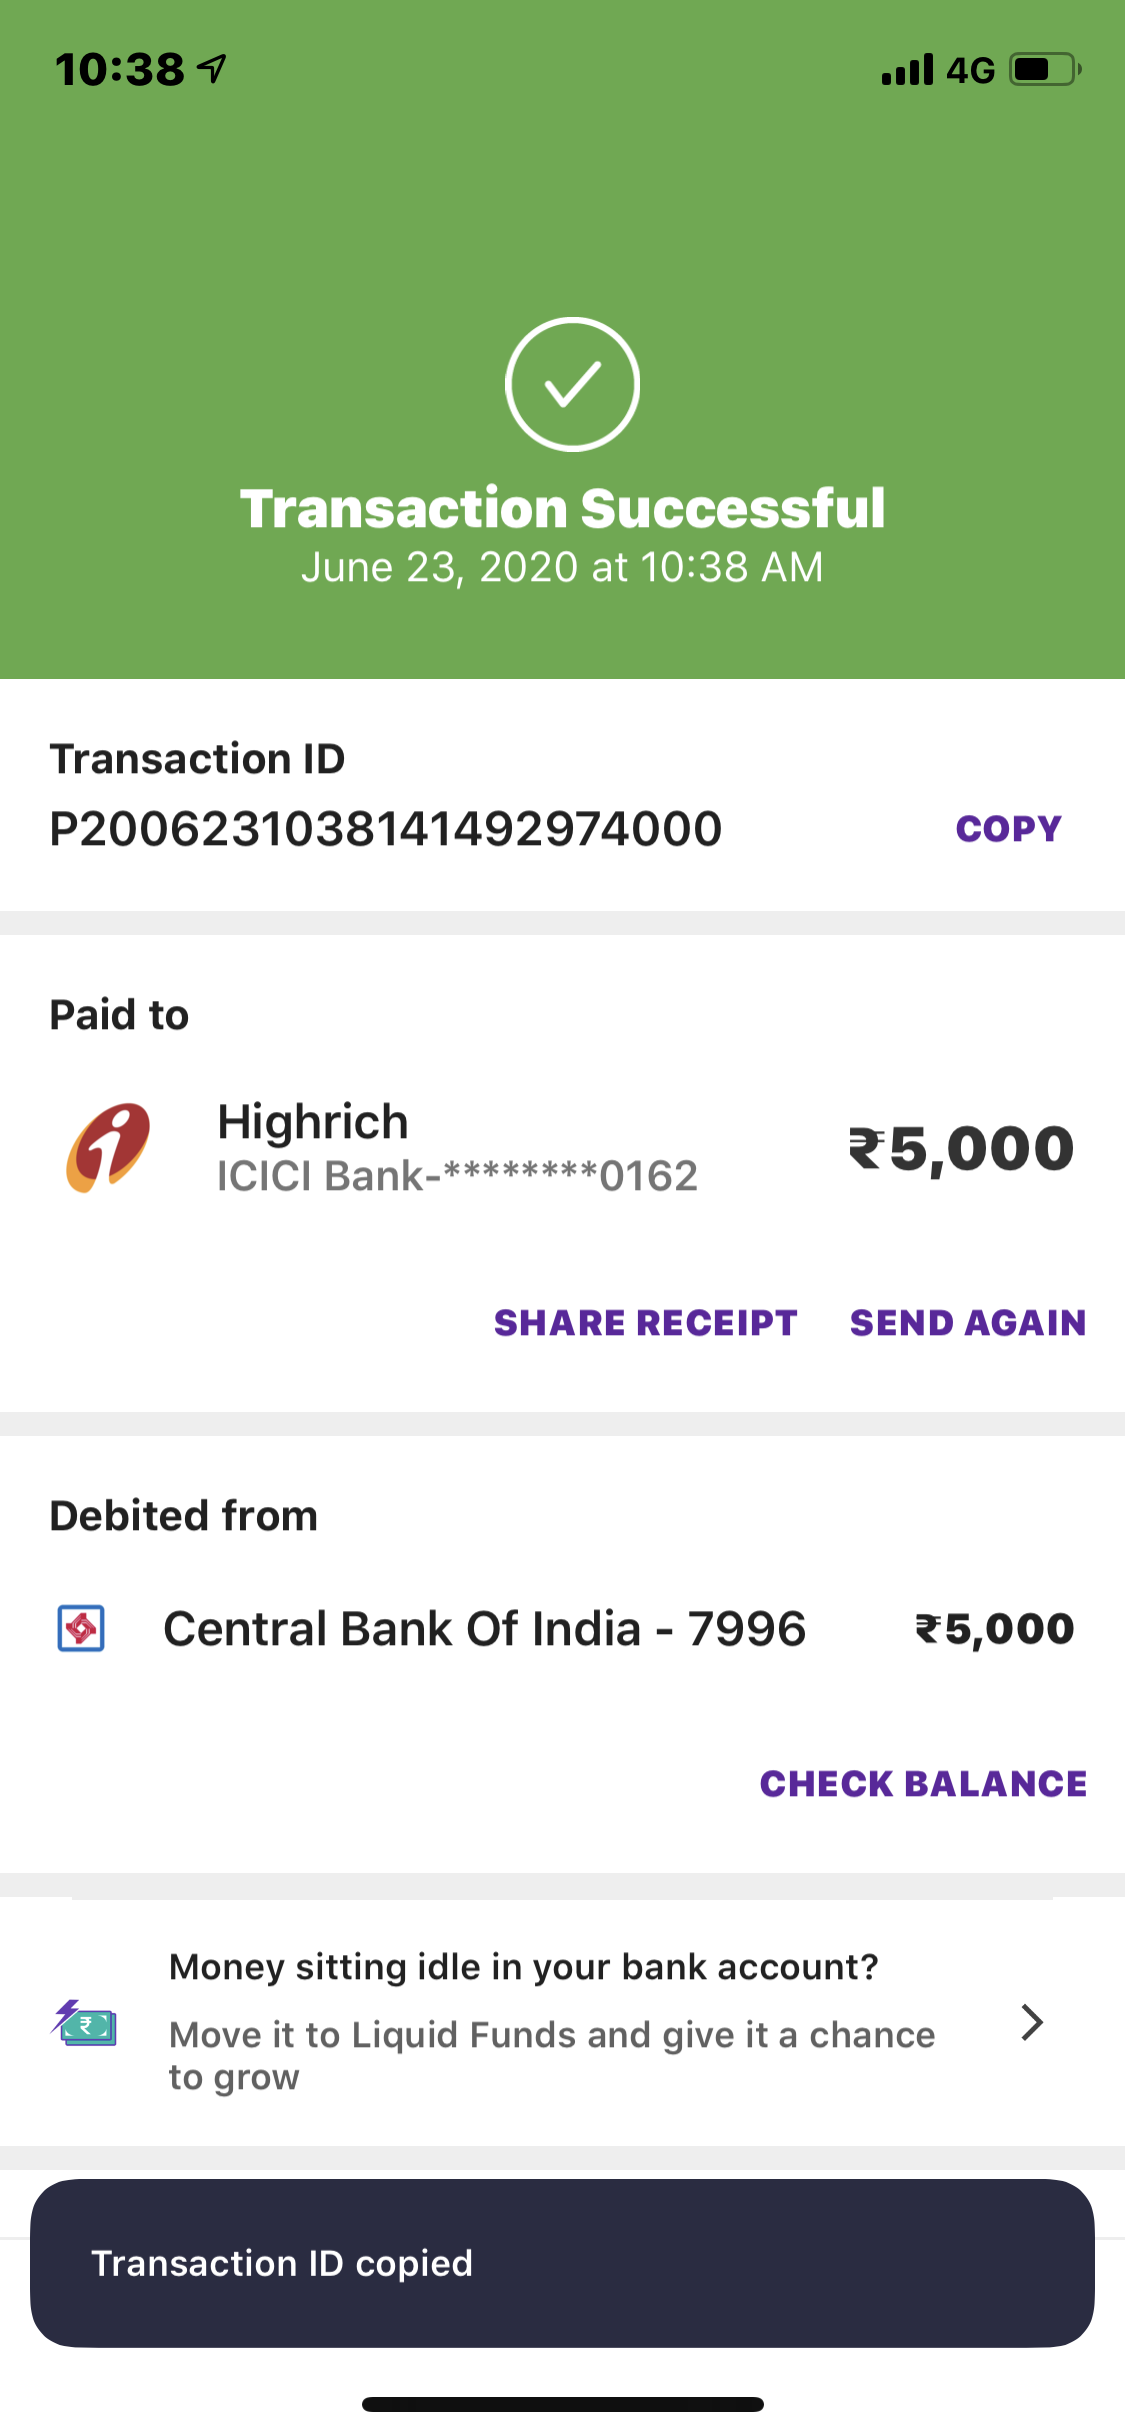 10:38
4G
Transaction Successful
June 23, 2020 at 10:38 AM
Transaction ID
P2006231038141492974000
COPY
Paid to
Highrich
ICICI Bank-********0162
₹5,000
SHARE RECEIPT
SEND AGAIN
Debited from
Central Bank Of India - 7996
₹5,000
CHECK BALANCE
Money sitting idle in your bank account?
Move it to Liquid Funds and give it a chance
to grow
Transaction ID copied